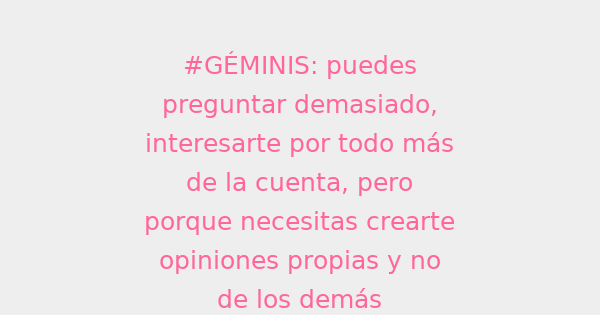 #GÉMINIS: puedes
preguntar demasiado,
interesarte por todo más
de la cuenta, pero
porque necesitas crearte
opiniones propias y no
de los demás